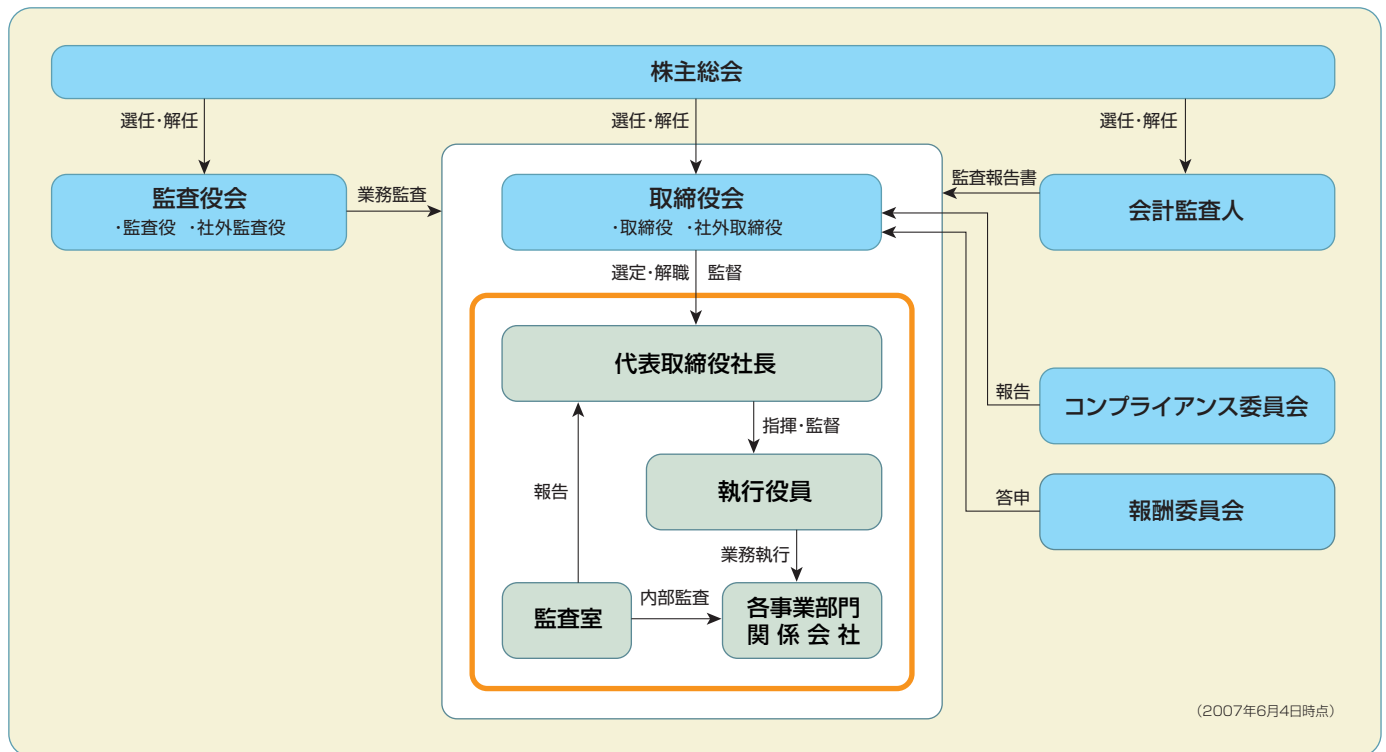 株主総会
選任・解任
選任・解任
選任・解任
監査役会
・監査役 ・社外監査役
業務監査
取締役会
・取締役 ・社外取締役
監査報告書
会計監査人
選定・解職 監督
代表取締役社長
報告
コンプライアンス委員会
指揮・監督
執行役員
報告
答申
報酬委員会
業務執行
監査室
内部監査
各事業部門
関係会社
(2007年6月4日時点)